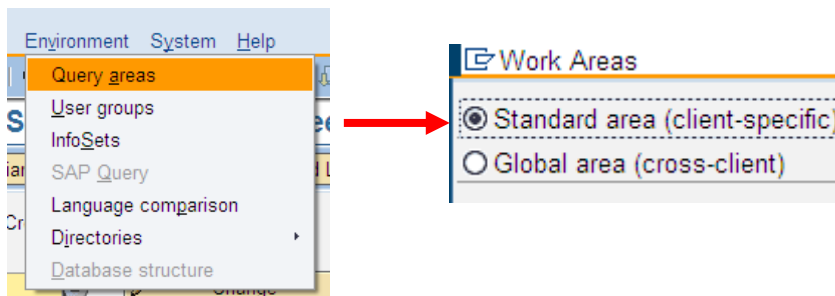 Environment System Help
Query areas
User groups
InfoSets
SAP Query
Language comparison
Directories
Database structure
Change
Work Areas
Standard area (client-specific)
Global area (cross-client)